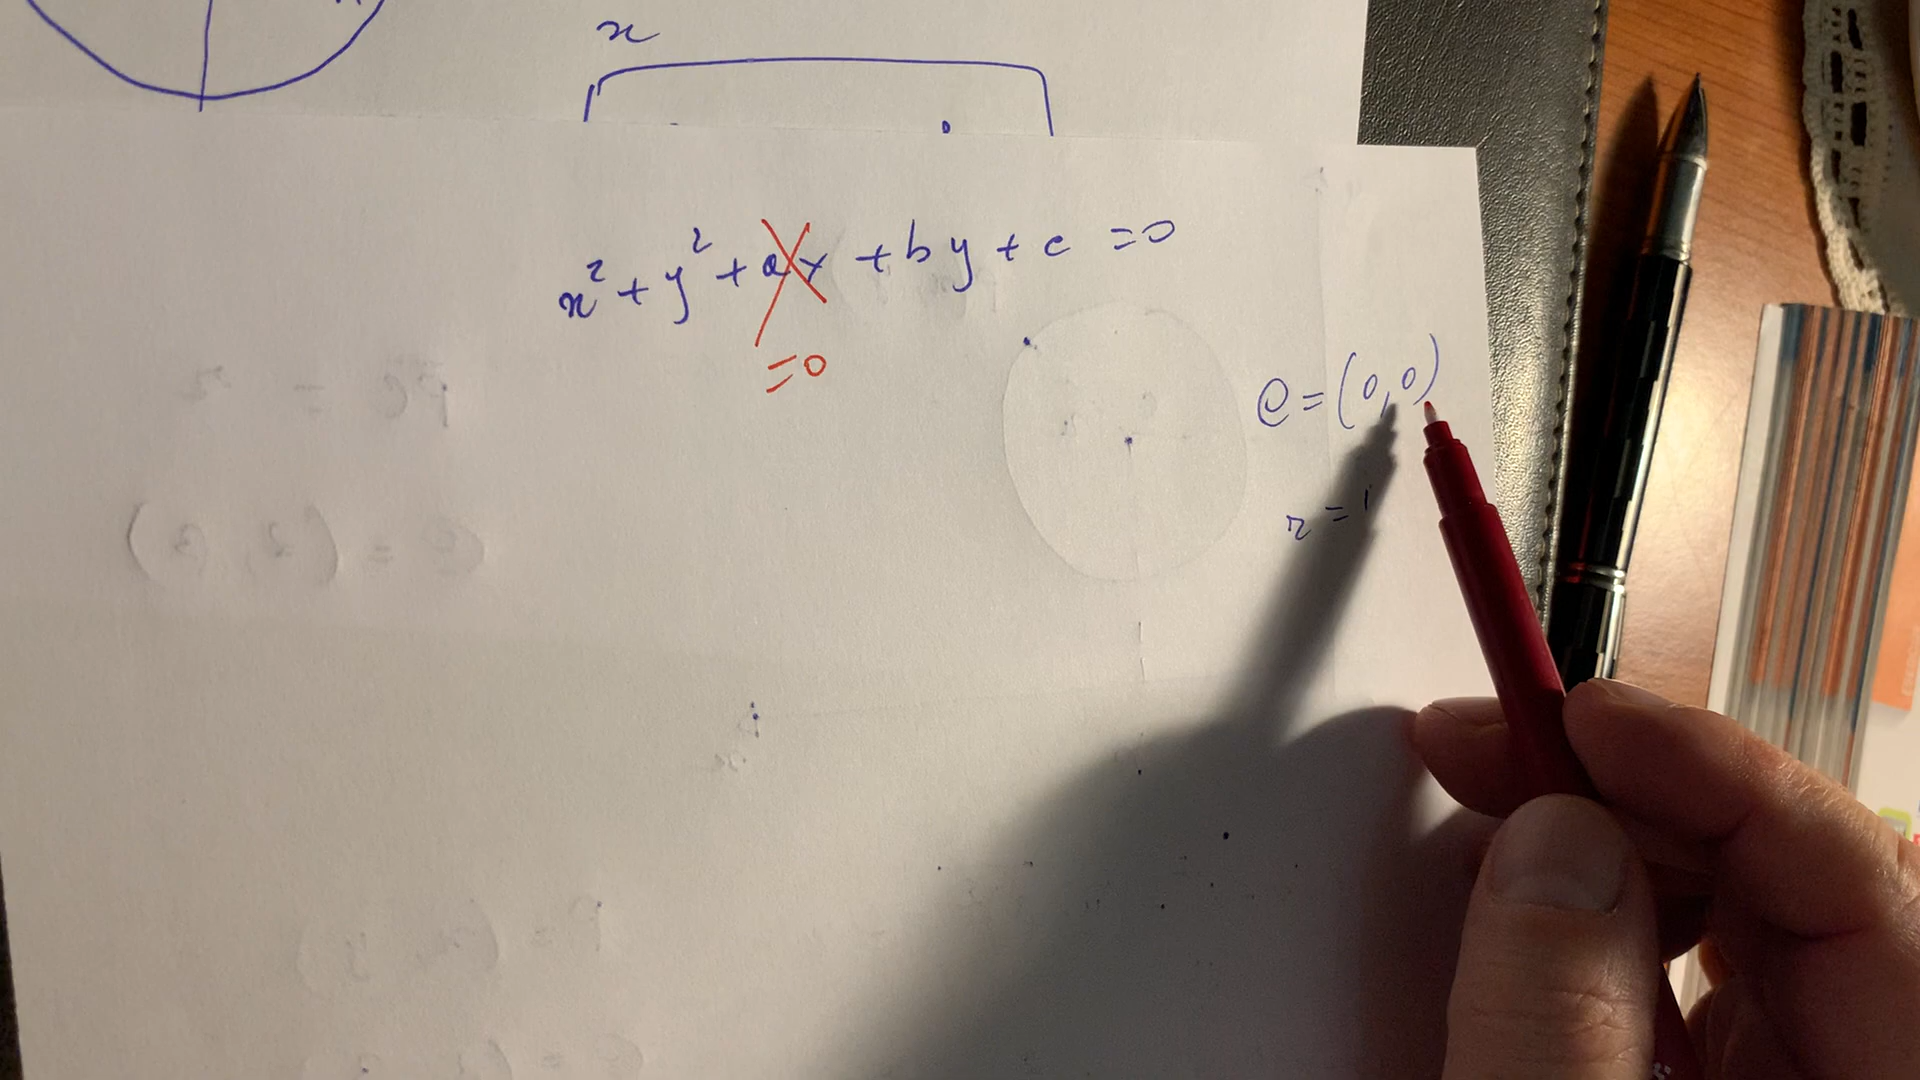 x
x² + y² + ax + by + c = 0
= 0
C = (0, 0)
r = 1